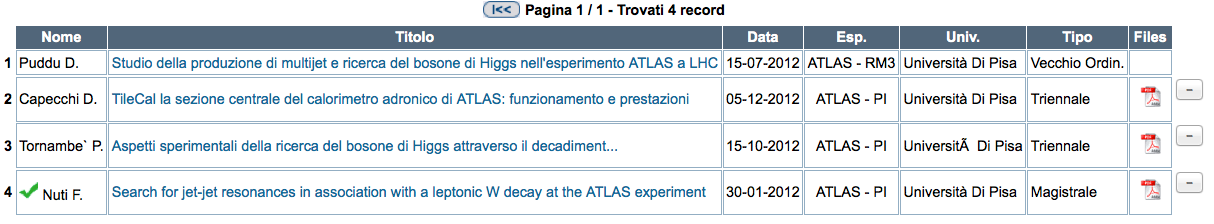 |<< Pagina 1 / 1 - Trovati 4 record
Nome Titolo Data Esp. Univ. Tipo Files
1 Puddu D. Studio della produzione di multijet e ricerca del bosone di Higgs nell'esperimento ATLAS a LHC 15-07-2012 ATLAS - RM3 Università Di Pisa Vecchio Ordin.
2 Capecchi D. TileCal la sezione centrale del calorimetro adronico di ATLAS: funzionamento e prestazioni 05-12-2012 ATLAS - PI Università Di Pisa Triennale
3 Tornambe` P. Aspetti sperimentali della ricerca del bosone di Higgs attraverso il decadiment... 15-10-2012 ATLAS - PI UniversitÃ  Di Pisa Triennale
4 Nuti F. Search for jet-jet resonances in association with a leptonic W decay at the ATLAS experiment 30-01-2012 ATLAS - PI Università Di Pisa Magistrale